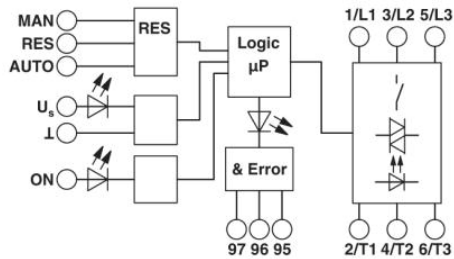 MAN
RES
AUTO
RES
Logic
µP
1/L1 3/L2 5/L3
Us
⊥
ON
& Error
97 96 95
2/T1 4/T2 6/T3